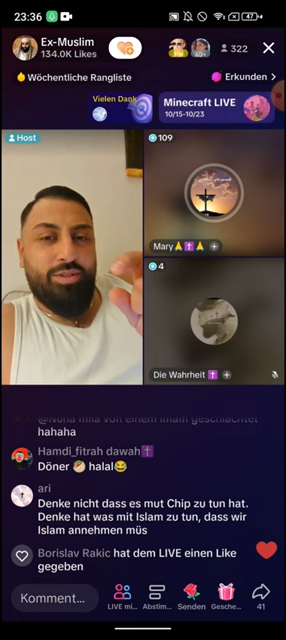 23:36
47
Ex-Muslim
134.0K Likes
10+
40+
322
Wöchentliche Rangliste
Erkunden
Vielen Dank
Minecraft LIVE
10/15-10/23
Host
109
Mary
4
Die Wahrheit
von einem Imam geschlachtet
hahaha
Hamdi_fitrah dawah
Döner halal
ari
Denke nicht dass es mut Chip zu tun hat.
Denke hat was mit Islam zu tun, dass wir
Islam annehmen müs
Borislav Rakic hat dem LIVE einen Like
gegeben
Komment...
LIVE mi...
Abstim...
Senden
Gesche...
41